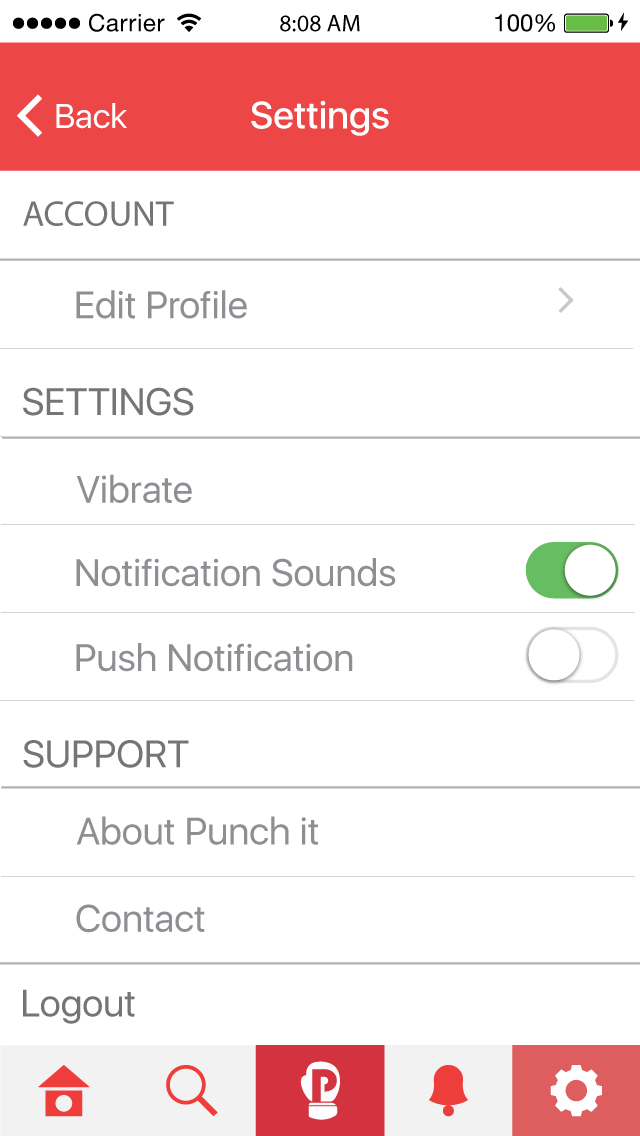 Carrier 8:08 AM 100%
Back Settings
ACCOUNT
Edit Profile
SETTINGS
Vibrate
Notification Sounds
Push Notification
SUPPORT
About Punch it
Contact
Logout
P